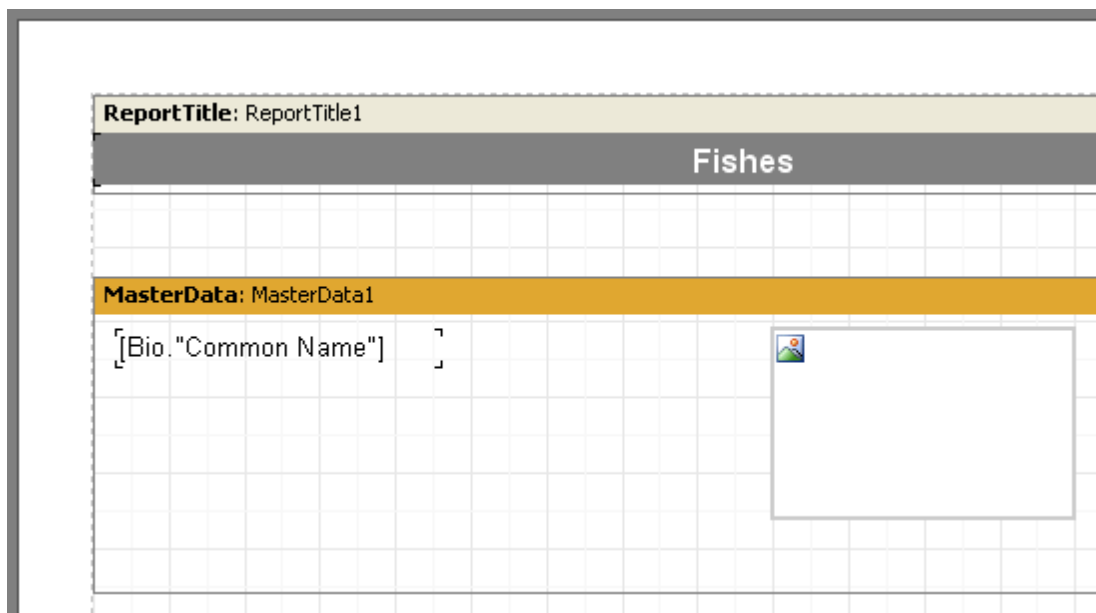 ReportTitle: ReportTitle1
Fishes
MasterData: MasterData1
[Bio."Common Name"]